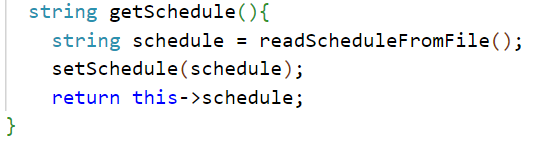 string getSchedule(){
string schedule = readScheduleFromFile();
setSchedule(schedule);
return this->schedule;
}